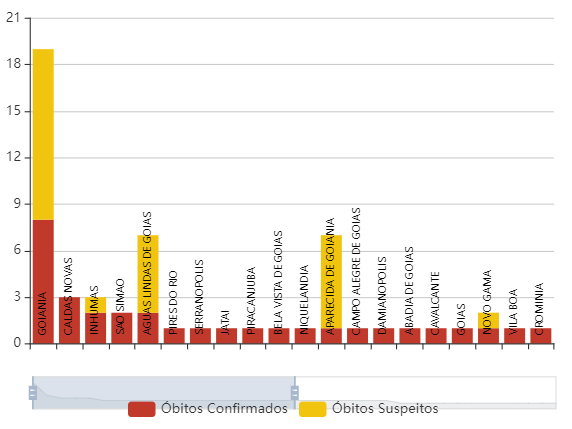 21
18
15
12
9
6
3
0
GOIANIA
CALDAS NOVAS
INHUMAS
SAO SIMAO
AGUAS LINDAS DE GOIAS
PIRES DO RIO
SERRANOPOLIS
JATAI
PIRACANJUBA
BELA VISTA DE GOIAS
NIQUELANDIA
APARECIDA DE GOIANIA
CAMPO ALEGRE DE GOIAS
DAMIANOPOLIS
ABADIA DE GOIAS
CAVALCANTE
GOIAS
NOVO GAMA
VILA BOA
CROMINIA
Óbitos Confirmados Óbitos Suspeitos